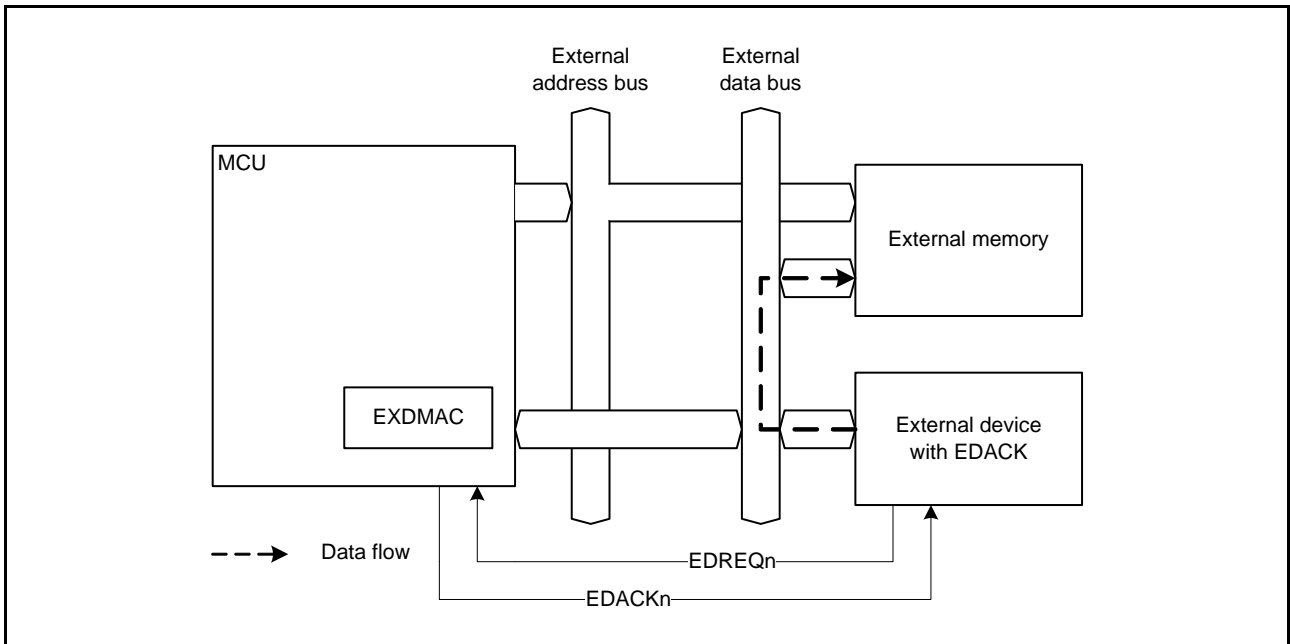 External
address bus
External
data bus
MCU
External memory
EXDMAC
External device
with EDACK
Data flow
EDREQn
EDACKn